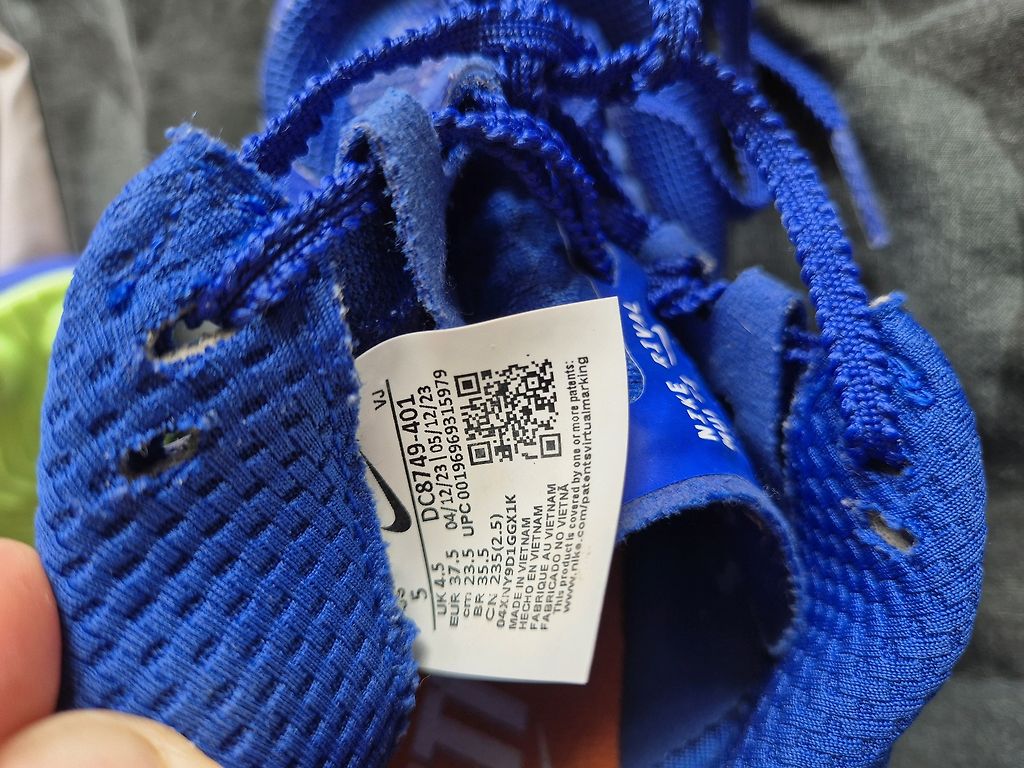 VJ
DC8749-401
5
04/12/23 05/12/23
UK 4.5
UPC 00196969315979
EUR 37.5
cm 23.5
BR 35.5
CN 235(2.5)
04XNY9D1GGX1K
MADE IN VIETNAM
HECHO EN VIETNAM
FABRIQUE AU VIETNAM
FABRICADO NO VIETNÃ
This product is covered by one or more patents:
www.nike.com/patentsvirtualmarking
NIKE